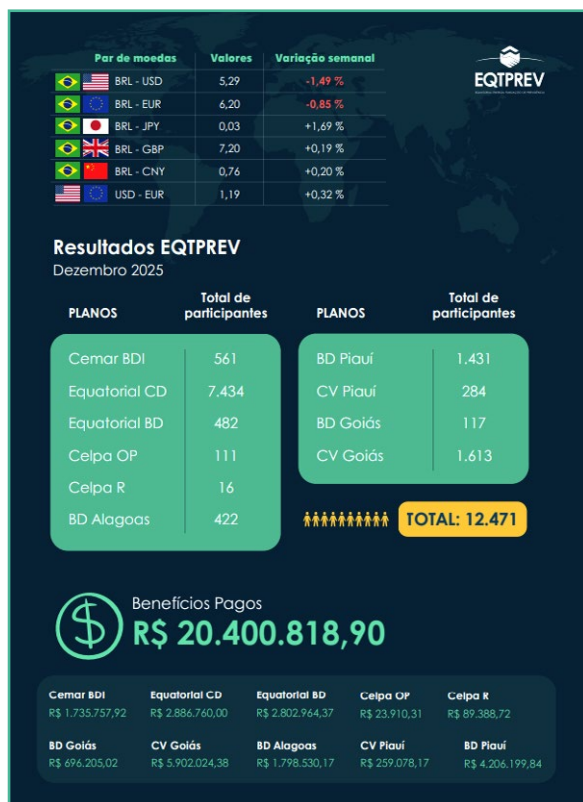 Par de moedas Valores Variação semanal
BRL - USD 5,29 -1,49 %
BRL - EUR 6,20 -0,85 %
BRL - JPY 0,03 +1,69 %
BRL - GBP 7,20 +0,19 %
BRL - CNY 0,76 +0,20 %
USD - EUR 1,19 +0,32 %
EQTPREV
Resultados EQTPREV
Dezembro 2025
PLANOS Total de participantes
Cemar BDI 561
Equatorial CD 7.434
Equatorial BD 482
Celpa OP 111
Celpa R 16
BD Alagoas 422
PLANOS Total de participantes
BD Piauí 1.431
CV Piauí 284
BD Goiás 117
CV Goiás 1.613
TOTAL: 12.471
Benefícios Pagos
R$ 20.400.818,90
Cemar BDI Equatorial CD Equatorial BD Celpa OP Celpa R
R$ 1.735.757,92 R$ 2.886.760,00 R$ 2.802.964,37 R$ 23.910,31 R$ 89.388,72
BD Goiás CV Goiás BD Alagoas CV Piauí BD Piauí
R$ 696.205,02 R$ 5.902.024,38 R$ 1.798.530,17 R$ 259.078,17 R$ 4.206.199,84